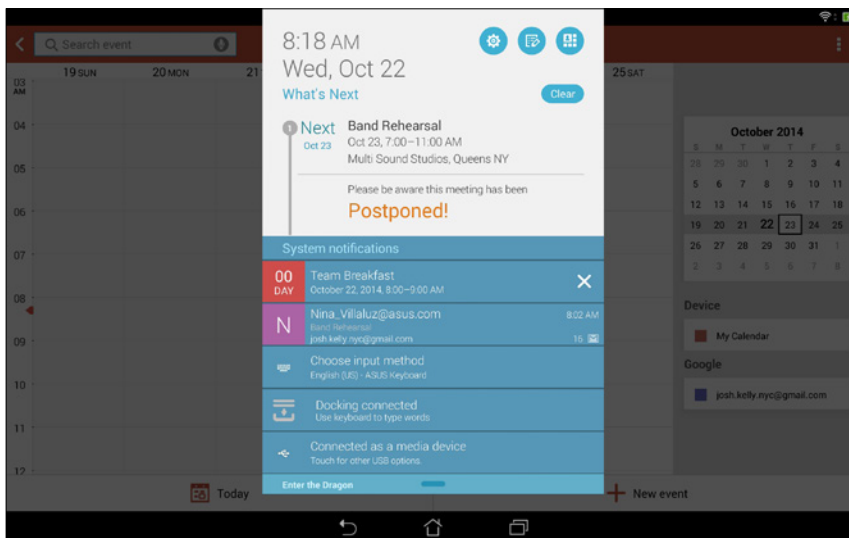 Search event
19 SUN
20 MON
21
25 SAT
03
AM
04
05
06
07
08
09
10
11
12
8:18 AM
Wed, Oct 22
What's Next
Clear
1 Next
Oct 23
Band Rehearsal
Oct 23, 7:00–11:00 AM
Multi Sound Studios, Queens NY
Please be aware this meeting has been
Postponed!
System notifications
00
DAY
Team Breakfast
October 22, 2014, 8:00–9:00 AM
N
Nina_Villaluz@asus.com
8:02 AM
Band Rehearsal
josh.kelly.nyc@gmail.com
16
Choose input method
English (US) - ASUS Keyboard
Docking connected
Use keyboard to type words
Connected as a media device
Touch for other USB options.
Enter the Dragon
October 2014
S M T W T F S
28 29 30 1 2 3 4
5 6 7 8 9 10 11
12 13 14 15 16 17 18
19 20 21 22 23 24 25
26 27 28 29 30 31 1
2 3 4 5 6 7 8
Device
My Calendar
Google
josh.kelly.nyc@gmail.com
Today
New event